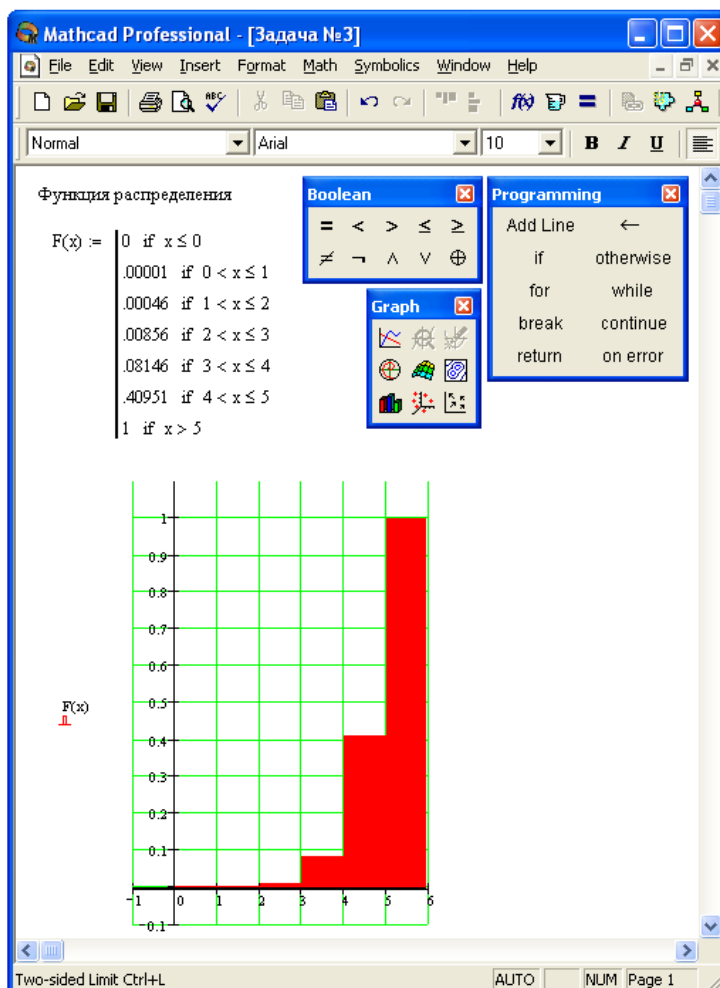 Mathcad Professional - [Задача №3]
File Edit View Insert Format Math Symbolics Window Help
Normal Arial 10 B I U
Функция распределения
F(x) := 0 if x ≤ 0
.00001 if 0 < x ≤ 1
.00046 if 1 < x ≤ 2
.00856 if 2 < x ≤ 3
.08146 if 3 < x ≤ 4
.40951 if 4 < x ≤ 5
1 if x > 5
Boolean
= < > ≤ ≥
≠ ¬ ∧ ∨ ⊕
Graph
Programming
Add Line ←
if otherwise
for while
break continue
return on error
1
0.9
0.8
0.7
0.6
0.5
F(x)
0.4
0.3
0.2
0.1
-1 0 1 2 3 4 5 6
-0.1
Two-sided Limit Ctrl+L AUTO NUM Page 1